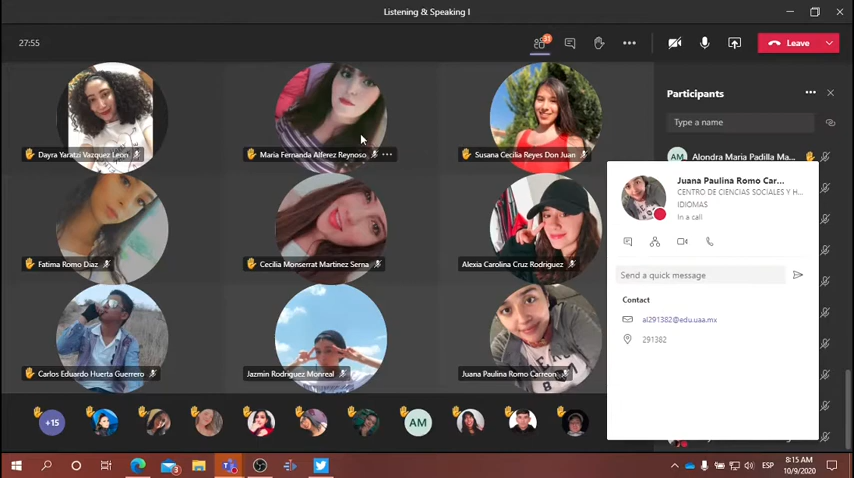 Listening & Speaking I
27:55
31
Leave
Participants
Type a name
Dayra Yaratzi Vazquez Leon
Maria Fernanda Alferez Reynoso
Susana Cecilia Reyes Don Juan
AM
Alondra Maria Padilla Ma...
Juana Paulina Romo Car...
CENTRO DE CIENCIAS SOCIALES Y H...
IDIOMAS
In a call
Fatima Romo Diaz
Cecilia Monserrat Martinez Serna
Alexia Carolina Cruz Rodriguez
Send a quick message
Contact
al291382@edu.uaa.mx
291382
Carlos Eduardo Huerta Guerrero
Jazmin Rodriguez Monreal
Juana Paulina Romo Carreon
+15
AM
3
ESP
8:15 AM
10/9/2020